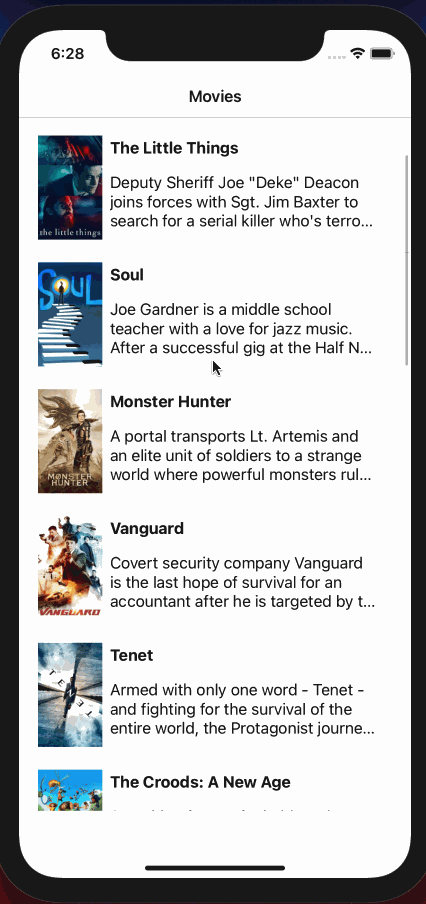 6:28
Movies
The Little Things
Deputy Sheriff Joe "Deke" Deacon
joins forces with Sgt. Jim Baxter to
search for a serial killer who's terro...
the little things
Soul
Joe Gardner is a middle school
teacher with a love for jazz music.
After a successful gig at the Half N...
SOUL
Monster Hunter
A portal transports Lt. Artemis and
an elite unit of soldiers to a strange
world where powerful monsters rul...
MONSTER
HUNTER
Vanguard
Covert security company Vanguard
is the last hope of survival for an
accountant after he is targeted by t...
VANGUARD
Tenet
Armed with only one word - Tenet -
and fighting for the survival of the
entire world, the Protagonist journe...
TENET
The Croods: A New Age